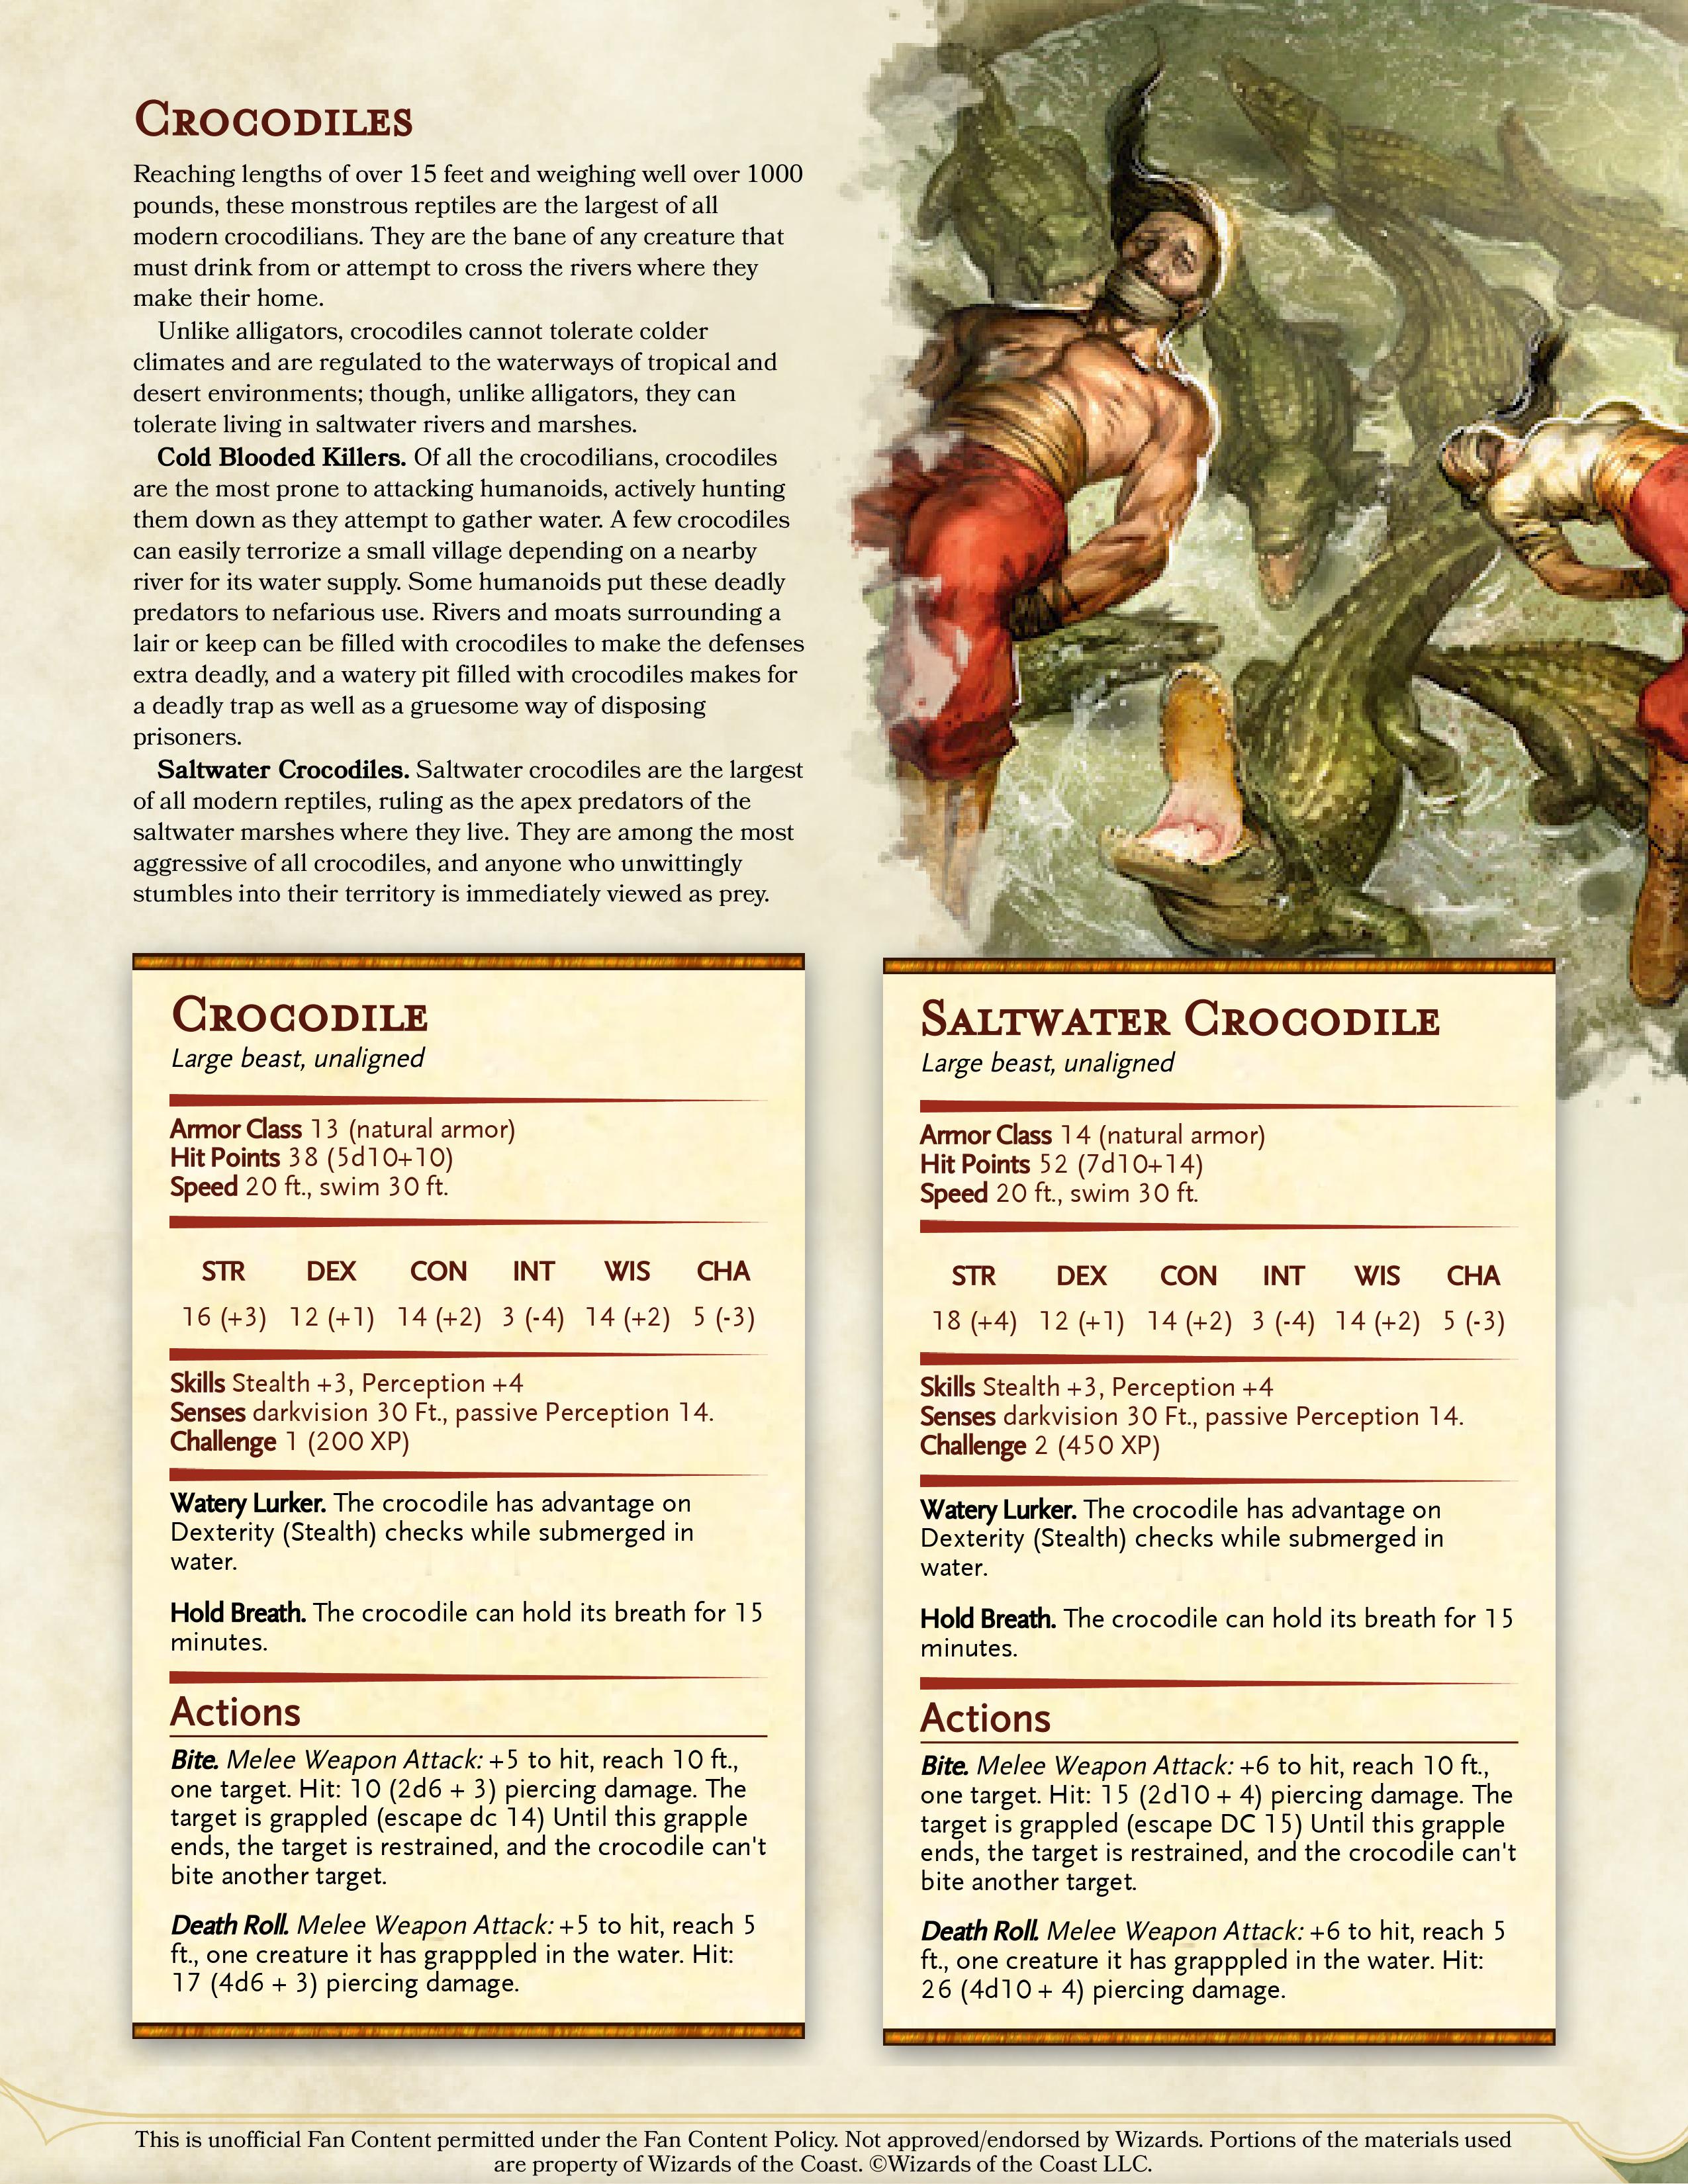 Crocodiles
Reaching lengths of over 15 feet and weighing well over 1000
pounds, these monstrous reptiles are the largest of all
modern crocodilians. They are the bane of any creature that
must drink from or attempt to cross the rivers where they
make their home.
Unlike alligators, crocodiles cannot tolerate colder
climates and are regulated to the waterways of tropical and
desert environments; though, unlike alligators, they can
tolerate living in saltwater rivers and marshes.
Cold Blooded Killers. Of all the crocodilians, crocodiles
are the most prone to attacking humanoids, actively hunting
them down as they attempt to gather water. A few crocodiles
can easily terrorize a small village depending on a nearby
river for its water supply. Some humanoids put these deadly
predators to nefarious use. Rivers and moats surrounding a
lair or keep can be filled with crocodiles to make the defenses
extra deadly, and a watery pit filled with crocodiles makes for
a deadly trap as well as a gruesome way of disposing
prisoners.
Saltwater Crocodiles. Saltwater crocodiles are the largest
of all modern reptiles, ruling as the apex predators of the
saltwater marshes where they live. They are among the most
aggressive of all crocodiles, and anyone who unwittingly
stumbles into their territory is immediately viewed as prey.
Crocodile
Large beast, unaligned
Armor Class 13 (natural armor)
Hit Points 38 (5d10+10)
Speed 20 ft., swim 30 ft.
STR DEX CON INT WIS CHA
16 (+3) 12 (+1) 14 (+2) 3 (-4) 14 (+2) 5 (-3)
Skills Stealth +3, Perception +4
Senses darkvision 30 Ft., passive Perception 14.
Challenge 1 (200 XP)
Watery Lurker. The crocodile has advantage on
Dexterity (Stealth) checks while submerged in
water.
Hold Breath. The crocodile can hold its breath for 15
minutes.
Actions
Bite. Melee Weapon Attack: +5 to hit, reach 10 ft.,
one target. Hit: 10 (2d6 + 3) piercing damage. The
target is grappled (escape dc 14) Until this grapple
ends, the target is restrained, and the crocodile can't
bite another target.
Death Roll. Melee Weapon Attack: +5 to hit, reach 5
ft., one creature it has grapppled in the water. Hit:
17 (4d6 + 3) piercing damage.
Saltwater Crocodile
Large beast, unaligned
Armor Class 14 (natural armor)
Hit Points 52 (7d10+14)
Speed 20 ft., swim 30 ft.
STR DEX CON INT WIS CHA
18 (+4) 12 (+1) 14 (+2) 3 (-4) 14 (+2) 5 (-3)
Skills Stealth +3, Perception +4
Senses darkvision 30 Ft., passive Perception 14.
Challenge 2 (450 XP)
Watery Lurker. The crocodile has advantage on
Dexterity (Stealth) checks while submerged in
water.
Hold Breath. The crocodile can hold its breath for 15
minutes.
Actions
Bite. Melee Weapon Attack: +6 to hit, reach 10 ft.,
one target. Hit: 15 (2d10 + 4) piercing damage. The
target is grappled (escape DC 15) Until this grapple
ends, the target is restrained, and the crocodile can't
bite another target.
Death Roll. Melee Weapon Attack: +6 to hit, reach 5
ft., one creature it has grapppled in the water. Hit:
26 (4d10 + 4) piercing damage.
This is unofficial Fan Content permitted under the Fan Content Policy. Not approved/endorsed by Wizards. Portions of the materials used
are property of Wizards of the Coast. ©Wizards of the Coast LLC.